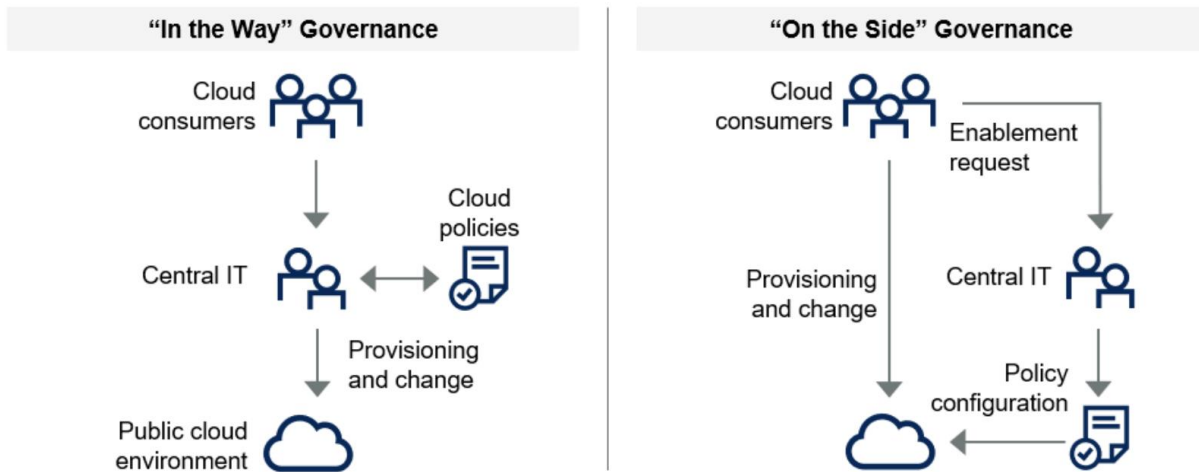 “In the Way” Governance
Cloud
consumers
Cloud
policies
Central IT
Provisioning
and change
Public cloud
environment
“On the Side” Governance
Cloud
consumers
Enablement
request
Provisioning
and change
Central IT
Policy
configuration